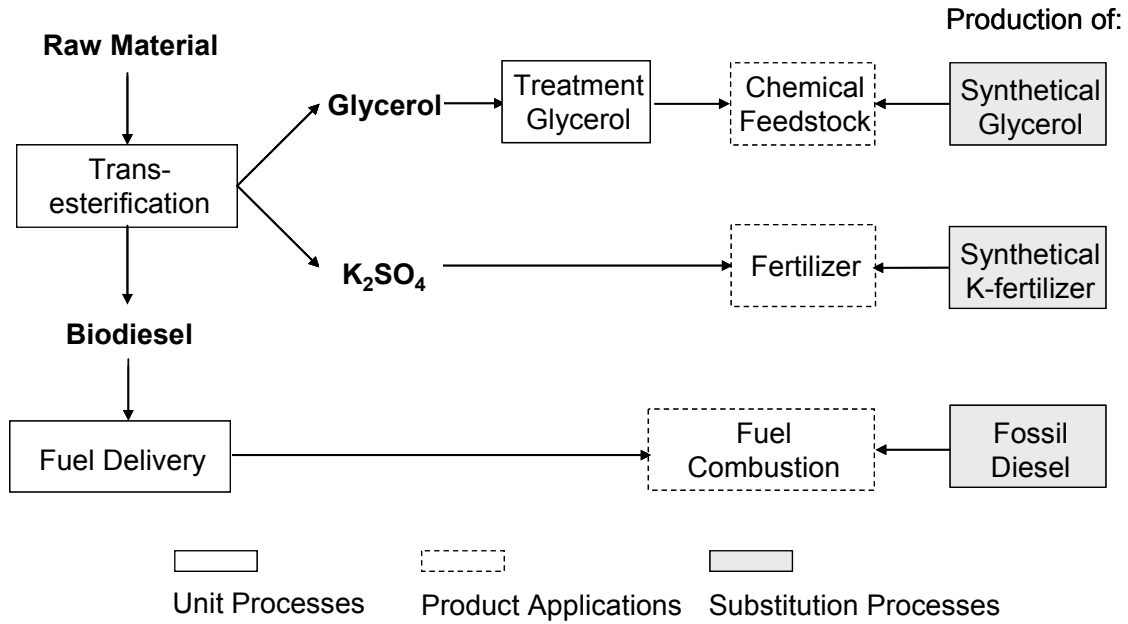 Production of:
Raw Material
Glycerol
Treatment
Glycerol
Chemical
Feedstock
Synthetical
Glycerol
Trans-
esterification
K₂SO₄
Fertilizer
Synthetical
K-fertilizer
Biodiesel
Fuel Delivery
Fuel
Combustion
Fossil
Diesel
Unit Processes
Product Applications
Substitution Processes